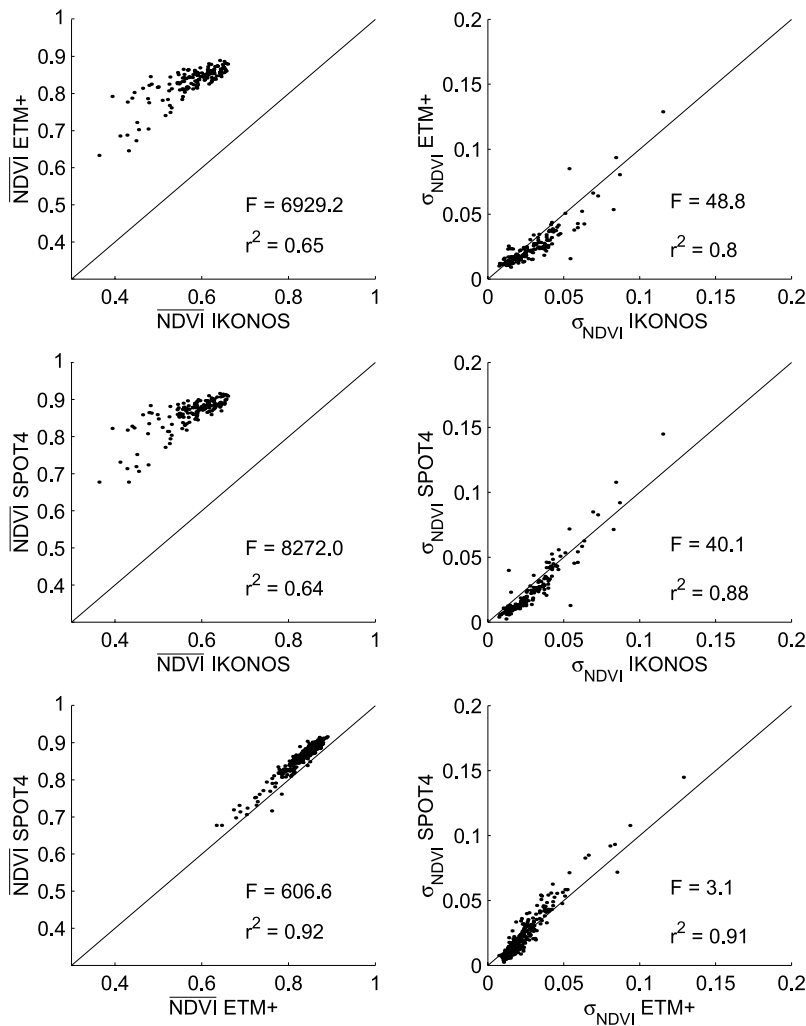 1
0.9
0.8
0.7
0.6
0.5
0.4
NDVI ETM+
F = 6929.2
r² = 0.65
0.4 0.6 0.8 1
NDVI IKONOS
0.2
0.15
0.1
0.05
0
σNDVI ETM+
F = 48.8
r² = 0.8
0 0.05 0.1 0.15 0.2
σNDVI IKONOS
1
0.9
0.8
0.7
0.6
0.5
0.4
NDVI SPOT4
F = 8272.0
r² = 0.64
0.4 0.6 0.8 1
NDVI IKONOS
0.2
0.15
0.1
0.05
0
σNDVI SPOT4
F = 40.1
r² = 0.88
0 0.05 0.1 0.15 0.2
σNDVI IKONOS
1
0.9
0.8
0.7
0.6
0.5
0.4
NDVI SPOT4
F = 606.6
r² = 0.92
0.4 0.6 0.8 1
NDVI ETM+
0.2
0.15
0.1
0.05
0
σNDVI SPOT4
F = 3.1
r² = 0.91
0 0.05 0.1 0.15 0.2
σNDVI ETM+